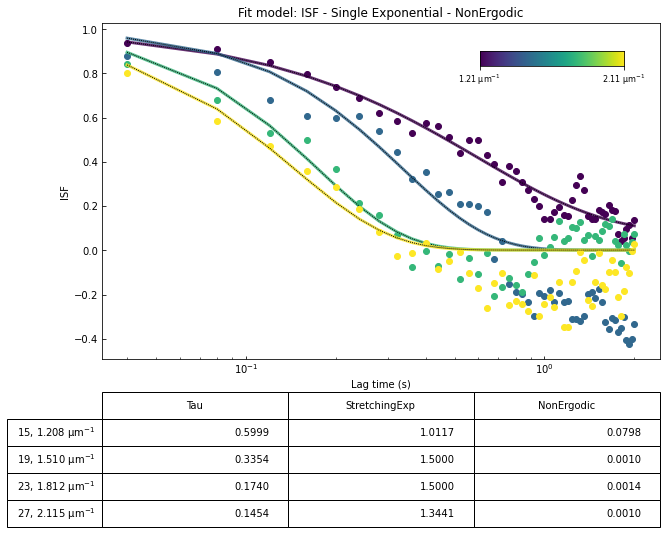 Fit model: ISF - Single Exponential - NonErgodic
1.0
0.8
0.6
0.4
0.2
0.0
−0.2
−0.4
ISF
1.21 μm⁻¹ 2.11 μm⁻¹
10⁻¹ 10⁰
Lag time (s)
Tau StretchingExp NonErgodic
15, 1.208 μm⁻¹ 0.5999 1.0117 0.0798
19, 1.510 μm⁻¹ 0.3354 1.5000 0.0010
23, 1.812 μm⁻¹ 0.1740 1.5000 0.0014
27, 2.115 μm⁻¹ 0.1454 1.3441 0.0010